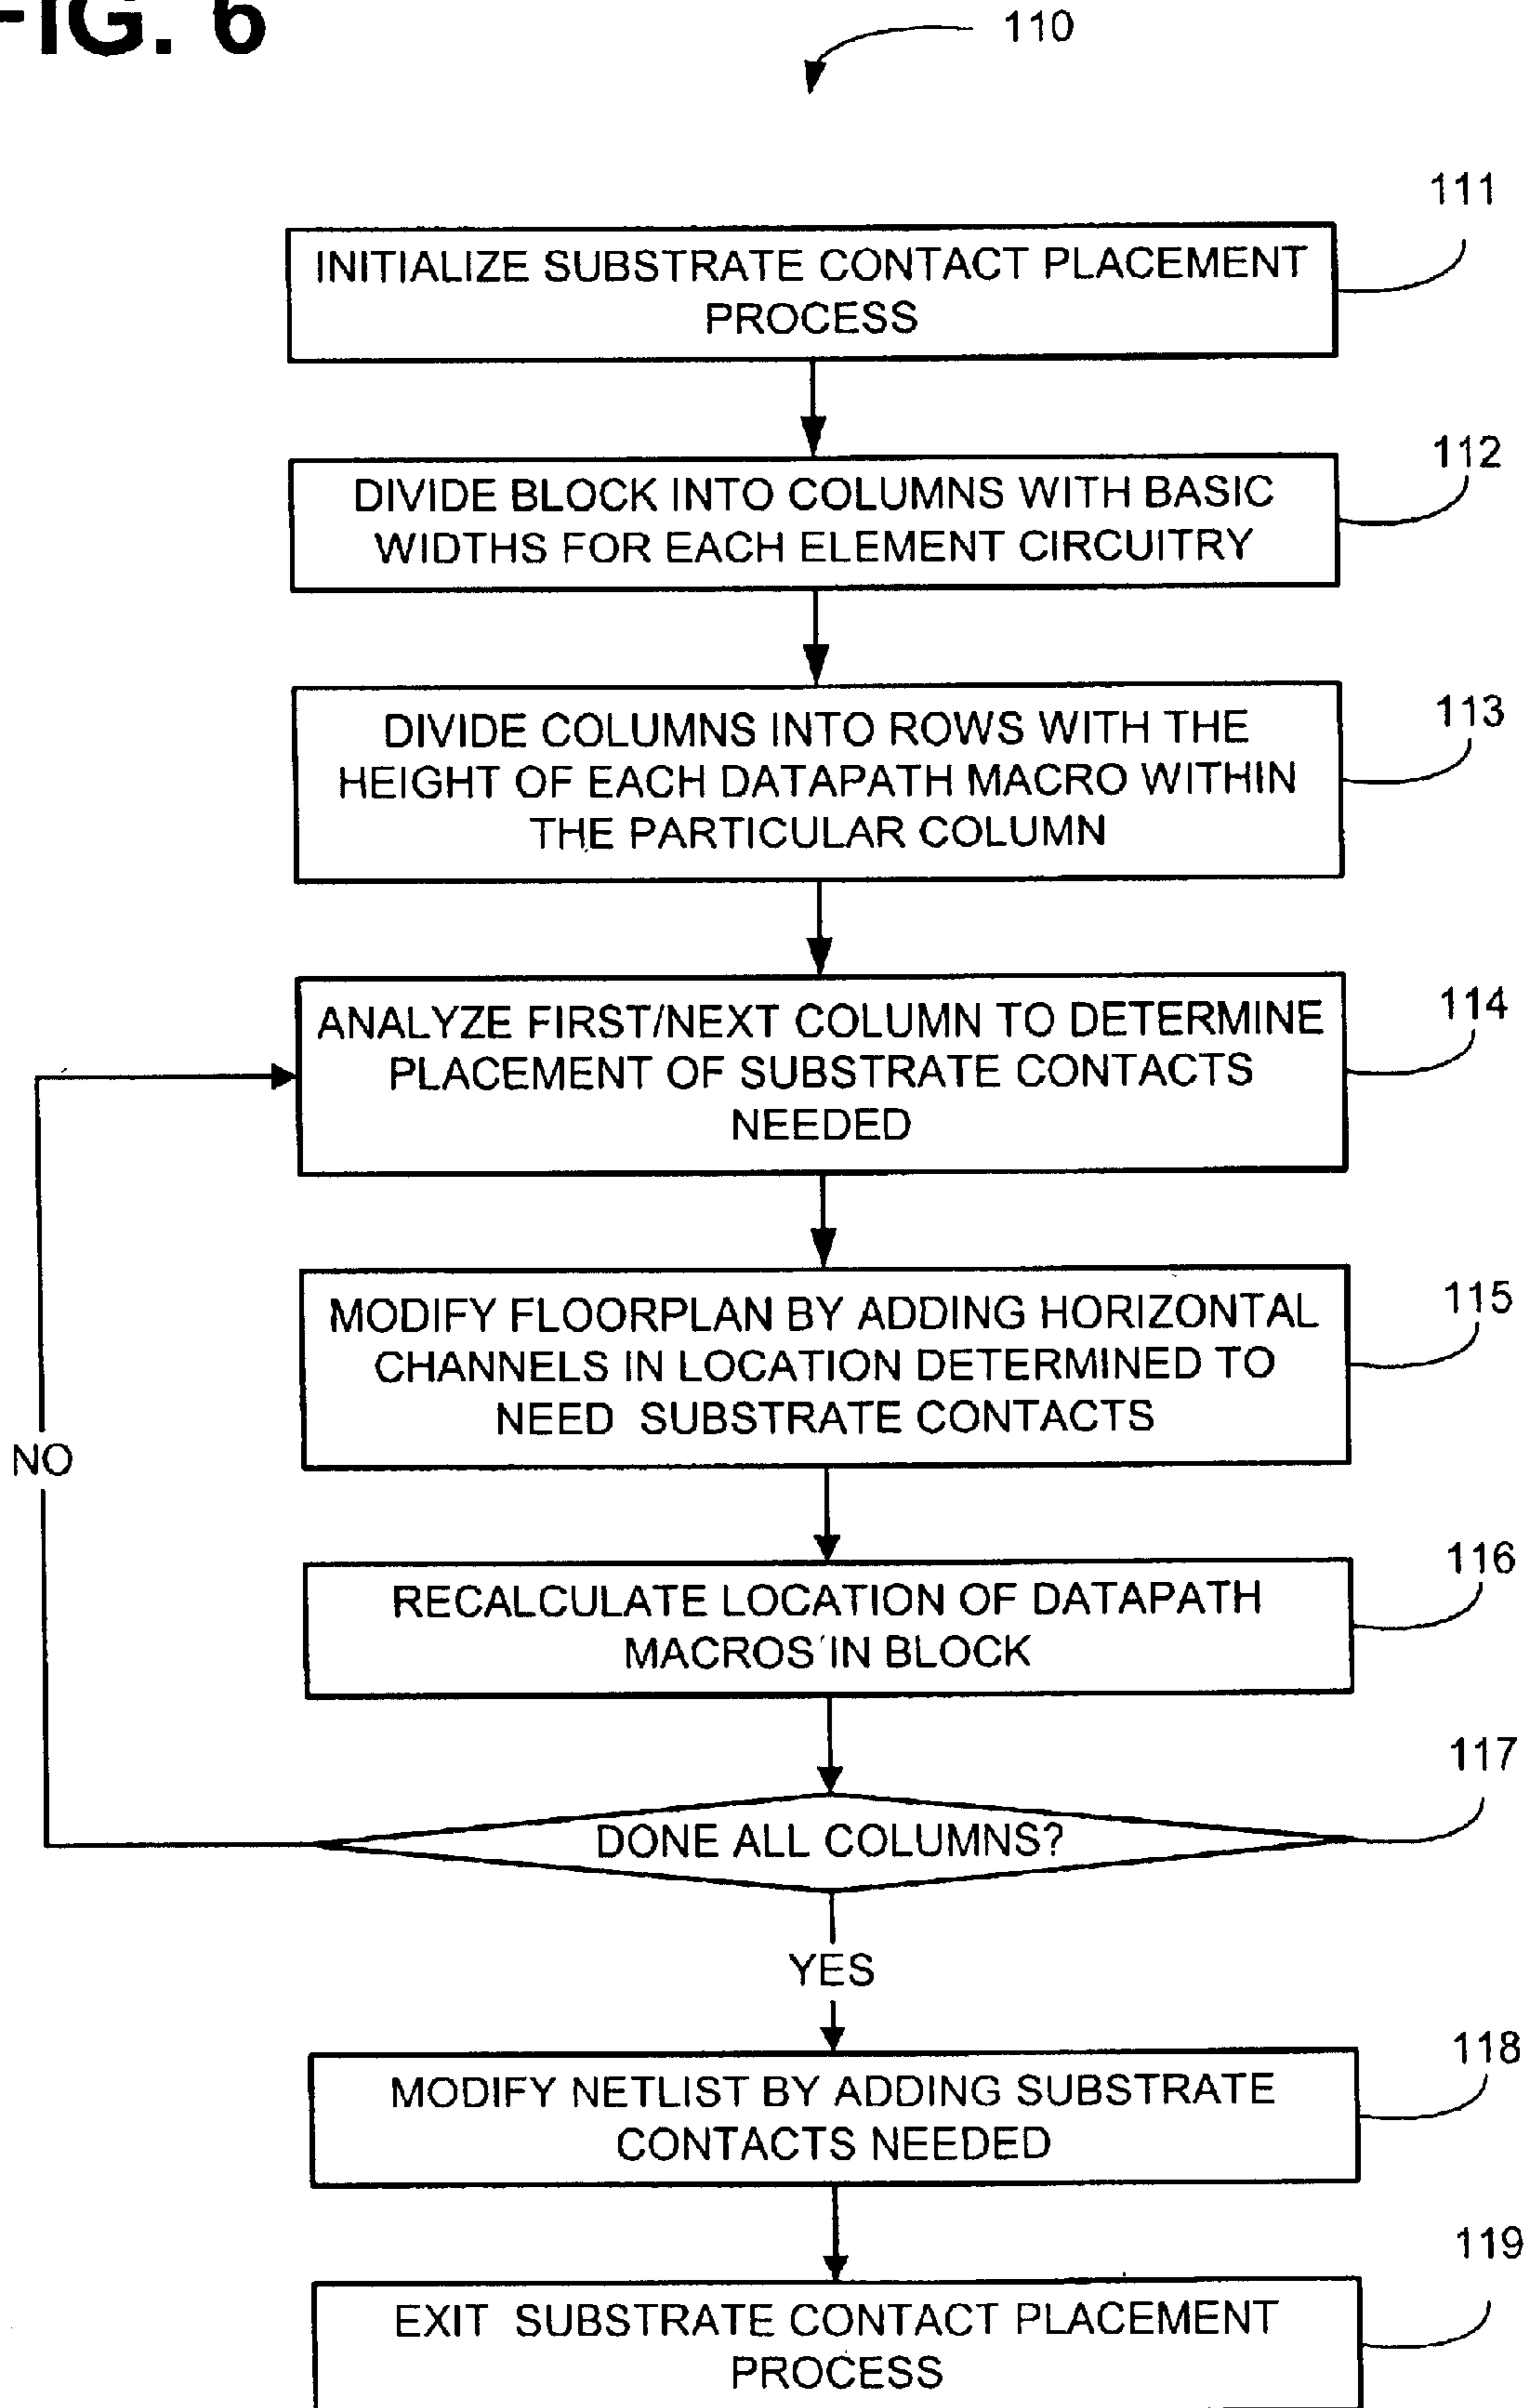 FIG. 6
110
111
INITIALIZE SUBSTRATE CONTACT PLACEMENT
PROCESS
112
DIVIDE BLOCK INTO COLUMNS WITH BASIC
WIDTHS FOR EACH ELEMENT CIRCUITRY
113
DIVIDE COLUMNS INTO ROWS WITH THE
HEIGHT OF EACH DATAPATH MACRO WITHIN
THE PARTICULAR COLUMN
114
ANALYZE FIRST/NEXT COLUMN TO DETERMINE
PLACEMENT OF SUBSTRATE CONTACTS
NEEDED
115
MODIFY FLOORPLAN BY ADDING HORIZONTAL
CHANNELS IN LOCATION DETERMINED TO
NEED SUBSTRATE CONTACTS
NO
116
RECALCULATE LOCATION OF DATAPATH
MACROS IN BLOCK
117
DONE ALL COLUMNS?
YES
118
MODIFY NETLIST BY ADDING SUBSTRATE
CONTACTS NEEDED
119
EXIT SUBSTRATE CONTACT PLACEMENT
PROCESS